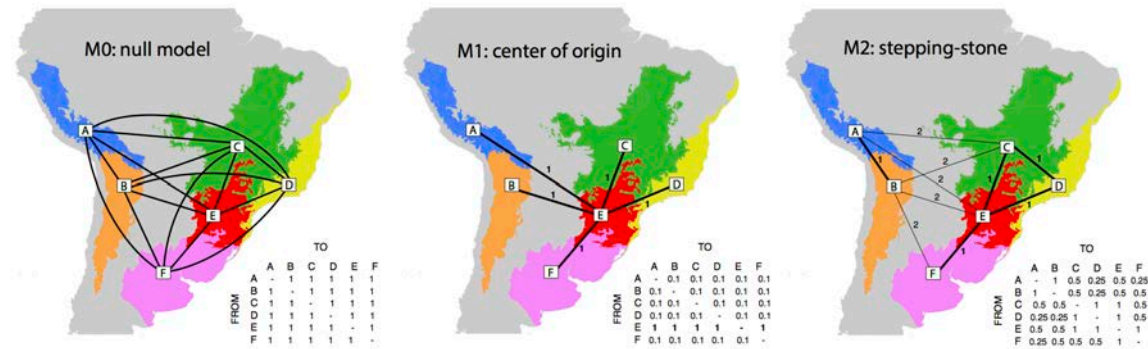 M0: null model
A
C
B
D
E
F
TO
A B C D E F
FROM
A - 1 1 1 1 1
B 1 - 1 1 1 1
C 1 1 - 1 1 1
D 1 1 1 - 1 1
E 1 1 1 1 - 1
F 1 1 1 1 1 -
M1: center of origin
A
C
1
1
B
1
1
D
E
1
F
TO
A B C D E F
FROM
A - 0.1 0.1 0.1 0.1 0.1
B 0.1 - 0.1 0.1 0.1 0.1
C 0.1 0.1 - 0.1 0.1 0.1
D 0.1 0.1 0.1 - 0.1 0.1
E 1 1 1 1 - 1
F 0.1 0.1 0.1 0.1 0.1 -
M2: stepping-stone
A
2
C
1
1
2
2
B
D
1
2
1
E
2
1
F
TO
A B C D E F
FROM
A - 1 0.5 0.25 0.5 0.25
B 1 - 0.5 0.25 0.5 0.5
C 0.5 0.5 - 1 1 0.5
D 0.25 0.25 1 - 1 0.5
E 0.5 0.5 1 1 - 1
F 0.25 0.5 0.5 0.5 1 -